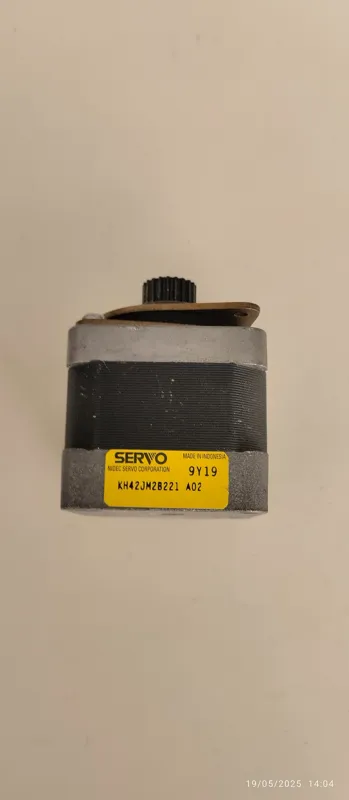 SERVO MADE IN INDONESIA
NIDEC SERVO CORPORATION 9Y19
KH42JM2B221 A02
19/05/2025 14:04